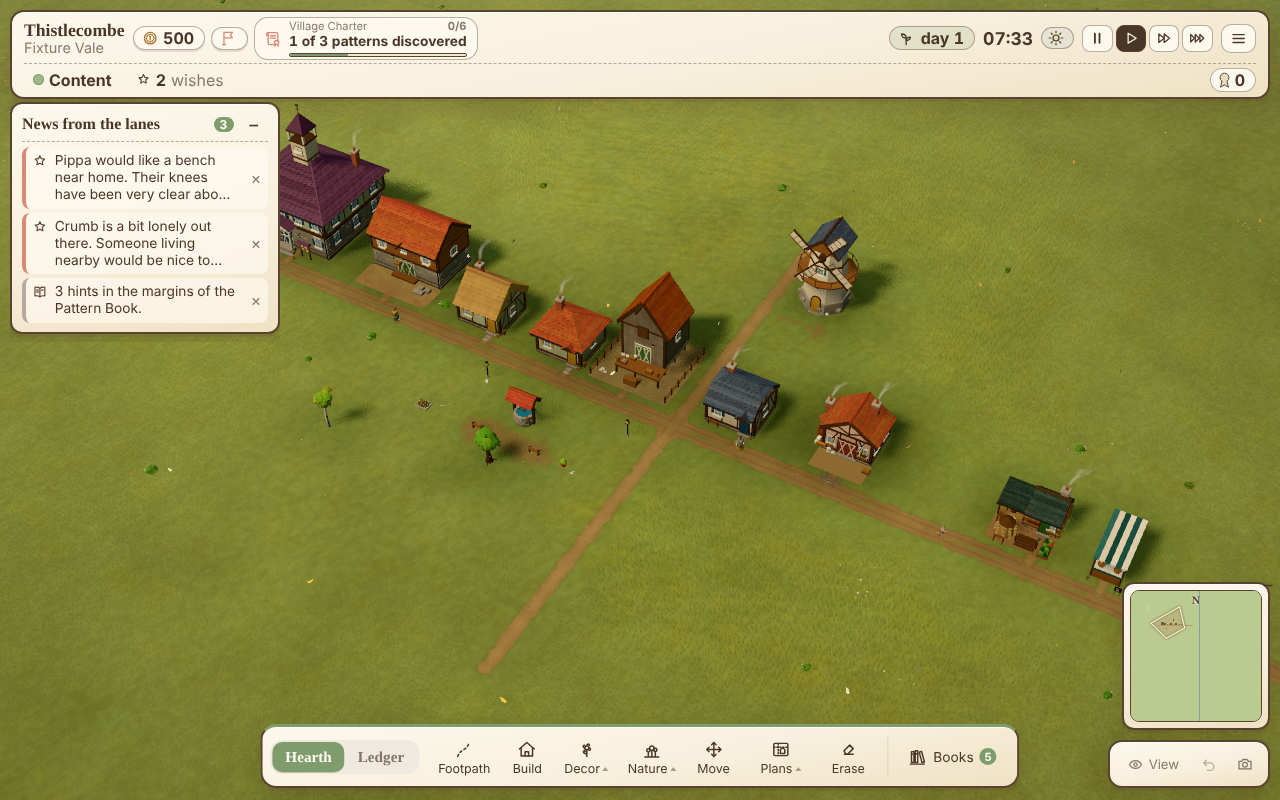 Thistlecombe
Fixture Vale
500
Village Charter 0/6
1 of 3 patterns discovered
day 1 07:33
Content 2 wishes
0
News from the lanes 3
Pippa would like a bench
near home. Their knees
have been very clear abo...
Crumb is a bit lonely out
there. Someone living
nearby would be nice to...
3 hints in the margins of the
Pattern Book.
N
Hearth Ledger
Footpath Build Decor Nature Move Plans Erase
Books 5
View